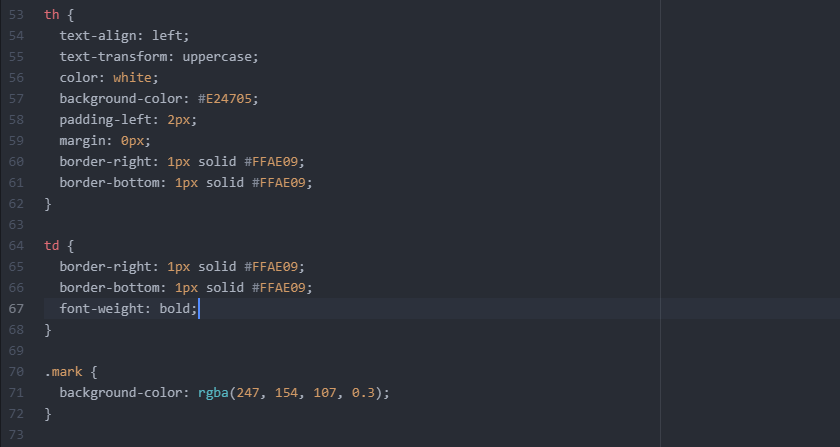 53 th {
54   text-align: left;
55   text-transform: uppercase;
56   color: white;
57   background-color: #E24705;
58   padding-left: 2px;
59   margin: 0px;
60   border-right: 1px solid #FFAE09;
61   border-bottom: 1px solid #FFAE09;
62 }
63
64 td {
65   border-right: 1px solid #FFAE09;
66   border-bottom: 1px solid #FFAE09;
67   font-weight: bold;
68 }
69
70 .mark {
71   background-color: rgba(247, 154, 107, 0.3);
72 }
73